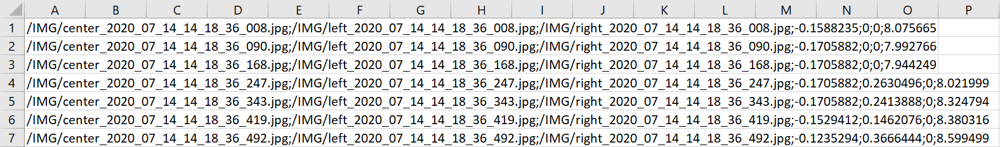 A B C D E F G H I J K L M N O P
1 /IMG/center_2020_07_14_14_18_36_008.jpg;/IMG/left_2020_07_14_14_18_36_008.jpg;/IMG/right_2020_07_14_14_18_36_008.jpg;-0.1588235;0;0;8.075665
2 /IMG/center_2020_07_14_14_18_36_090.jpg;/IMG/left_2020_07_14_14_18_36_090.jpg;/IMG/right_2020_07_14_14_18_36_090.jpg;-0.1705882;0;0;7.992766
3 /IMG/center_2020_07_14_14_18_36_168.jpg;/IMG/left_2020_07_14_14_18_36_168.jpg;/IMG/right_2020_07_14_14_18_36_168.jpg;-0.1705882;0;0;7.944249
4 /IMG/center_2020_07_14_14_18_36_247.jpg;/IMG/left_2020_07_14_14_18_36_247.jpg;/IMG/right_2020_07_14_14_18_36_247.jpg;-0.1705882;0.2630496;0;8.021999
5 /IMG/center_2020_07_14_14_18_36_343.jpg;/IMG/left_2020_07_14_14_18_36_343.jpg;/IMG/right_2020_07_14_14_18_36_343.jpg;-0.1705882;0.2413888;0;8.324794
6 /IMG/center_2020_07_14_14_18_36_419.jpg;/IMG/left_2020_07_14_14_18_36_419.jpg;/IMG/right_2020_07_14_14_18_36_419.jpg;-0.1529412;0.1462076;0;8.380316
7 /IMG/center_2020_07_14_14_18_36_492.jpg;/IMG/left_2020_07_14_14_18_36_492.jpg;/IMG/right_2020_07_14_14_18_36_492.jpg;-0.1235294;0.3666444;0;8.599499